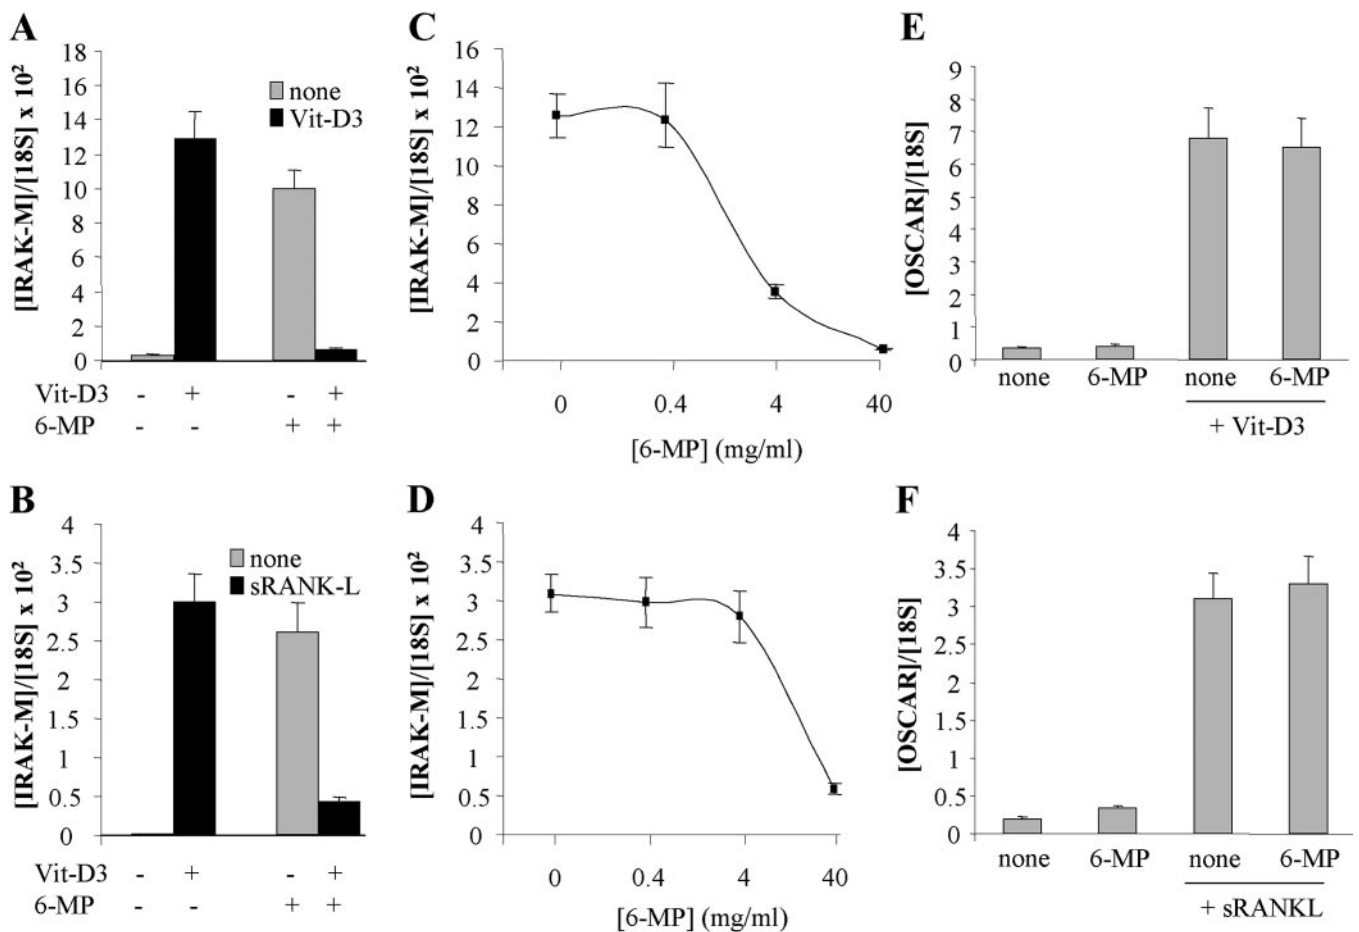 A
[IRAK-M]/[18S] x 10²
18
16
14
12
10
8
6
4
2
0
none
Vit-D3
Vit-D3 - + - +
6-MP - - + +
C
[IRAK-M]/[18S] x 10²
16
14
12
10
8
6
4
2
0
0 0.4 4 40
[6-MP] (mg/ml)
E
[OSCAR]/[18S]
9
8
7
6
5
4
3
2
1
0
none 6-MP none 6-MP
+ Vit-D3
B
[IRAK-M]/[18S] x 10²
4
3.5
3
2.5
2
1.5
1
0.5
0
none
sRANK-L
Vit-D3 - + - +
6-MP - - + +
D
[IRAK-M]/[18S] x 10²
4
3.5
3
2.5
2
1.5
1
0.5
0
0 0.4 4 40
[6-MP] (mg/ml)
F
[OSCAR]/[18S]
4
3.5
3
2.5
2
1.5
1
0.5
0
none 6-MP none 6-MP
+ sRANKL